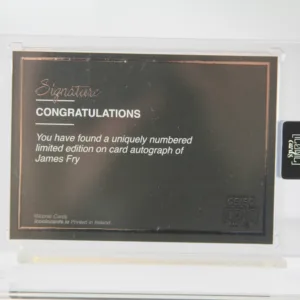 Signature
CONGRATULATIONS
You have found a uniquely numbered
limited edition on card autograph of
James Fry